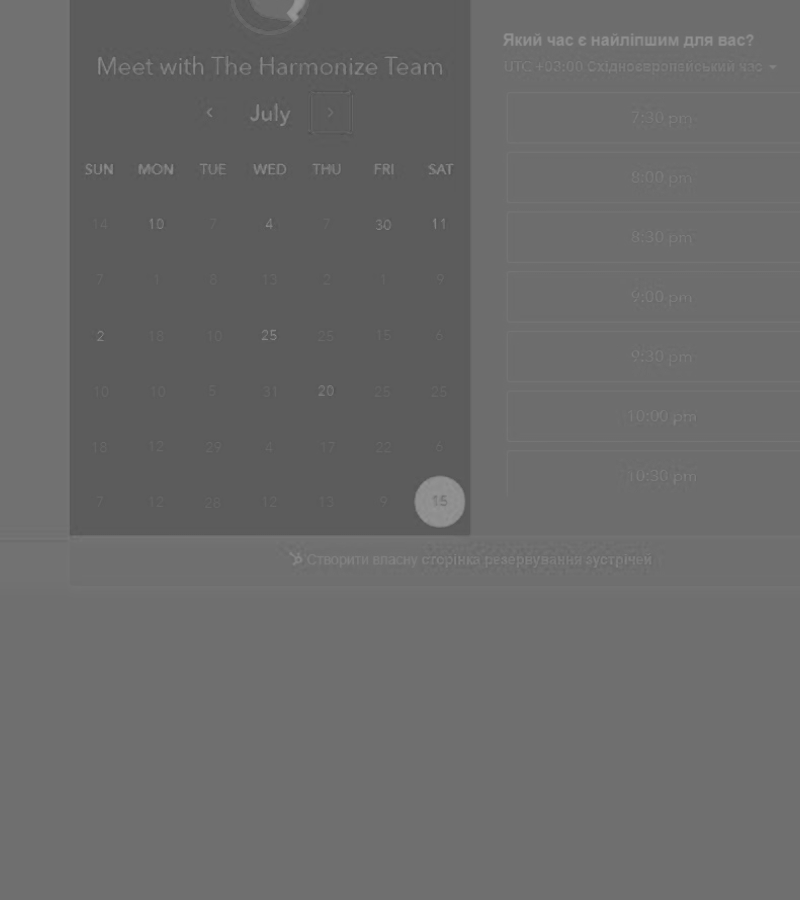 Meet with The Harmonize Team
July
SUN MON TUE WED THU FRI SAT
14 10 7 4 7 30 11
7 1 8 13 2 1 9
2 18 10 25 25 15 6
10 10 5 31 20 25 25
18 12 29 4 17 22 6
7 12 28 12 13 9 15
Який час є найліпшим для вас?
UTC +03:00 Східноєвропейський час
7:30 pm
8:00 pm
8:30 pm
9:00 pm
9:30 pm
10:00 pm
10:30 pm
Створити власну сторінка резервування зустрічей